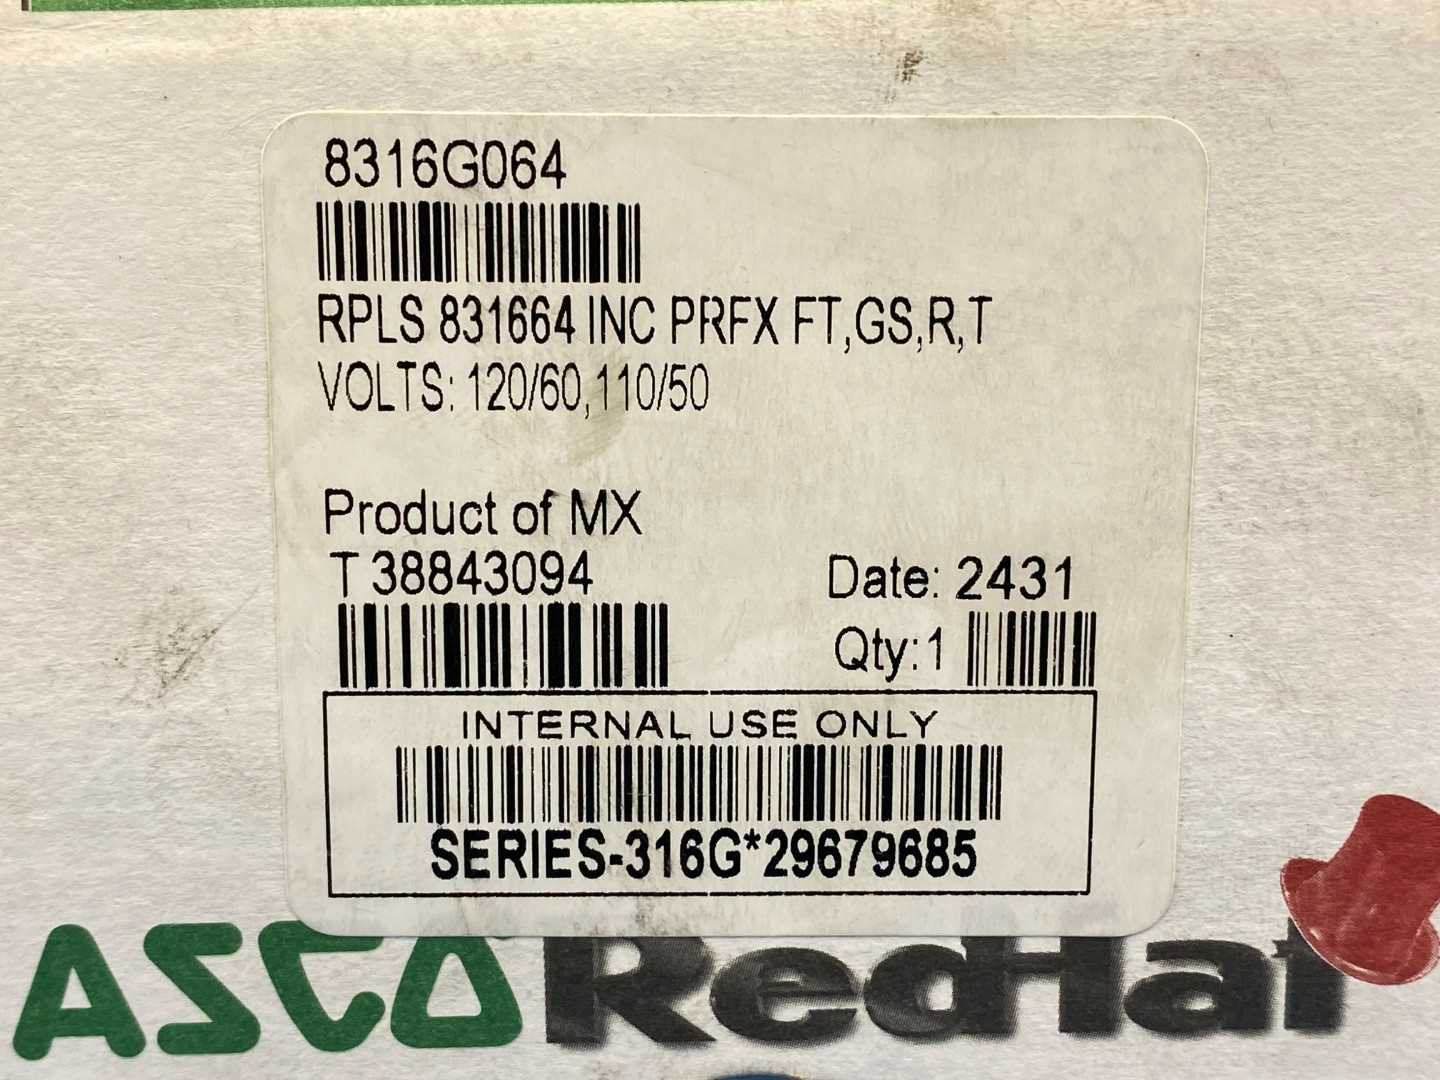 8316G064
RPLS 831664 INC PRFX FT,GS,R,T
VOLTS: 120/60,110/50
Product of MX
T 38843094
Date: 2431
Qty:1
INTERNAL USE ONLY
SERIES-316G*29679685
ASCO RedHat